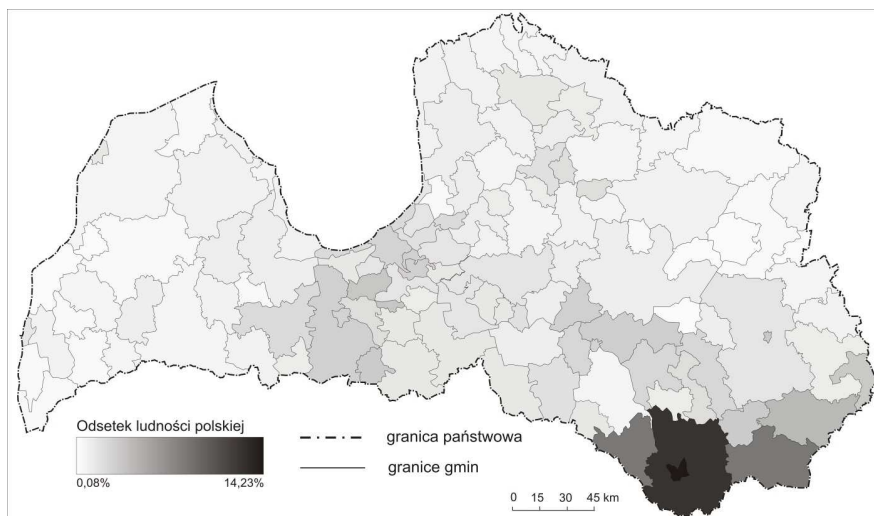 Odsetek ludności polskiej
0,08%
14,23%
granica państwowa
granice gmin
0 15 30 45 km